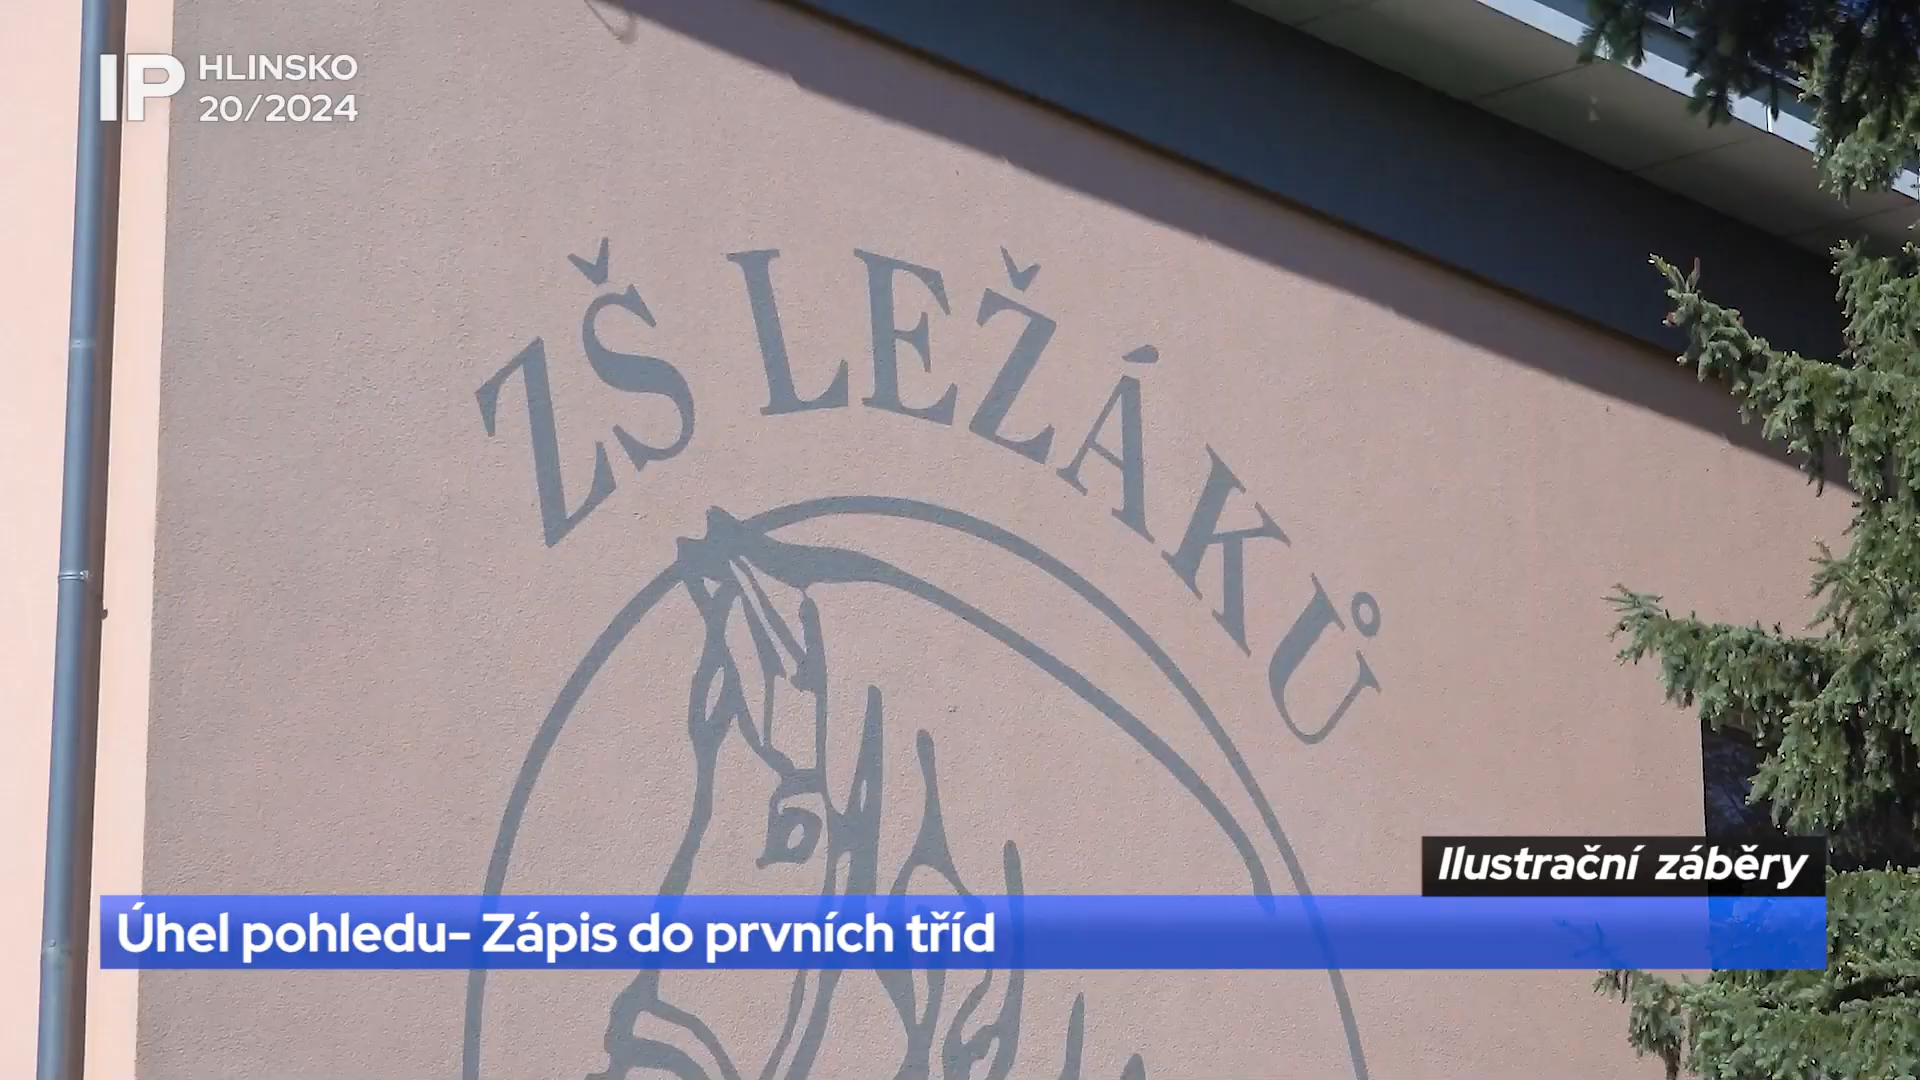 IP HLINSKO
20/2024
ZŠ LEŽÁKŮ
Ilustrační záběry
Úhel pohledu- Zápis do prvních tříd